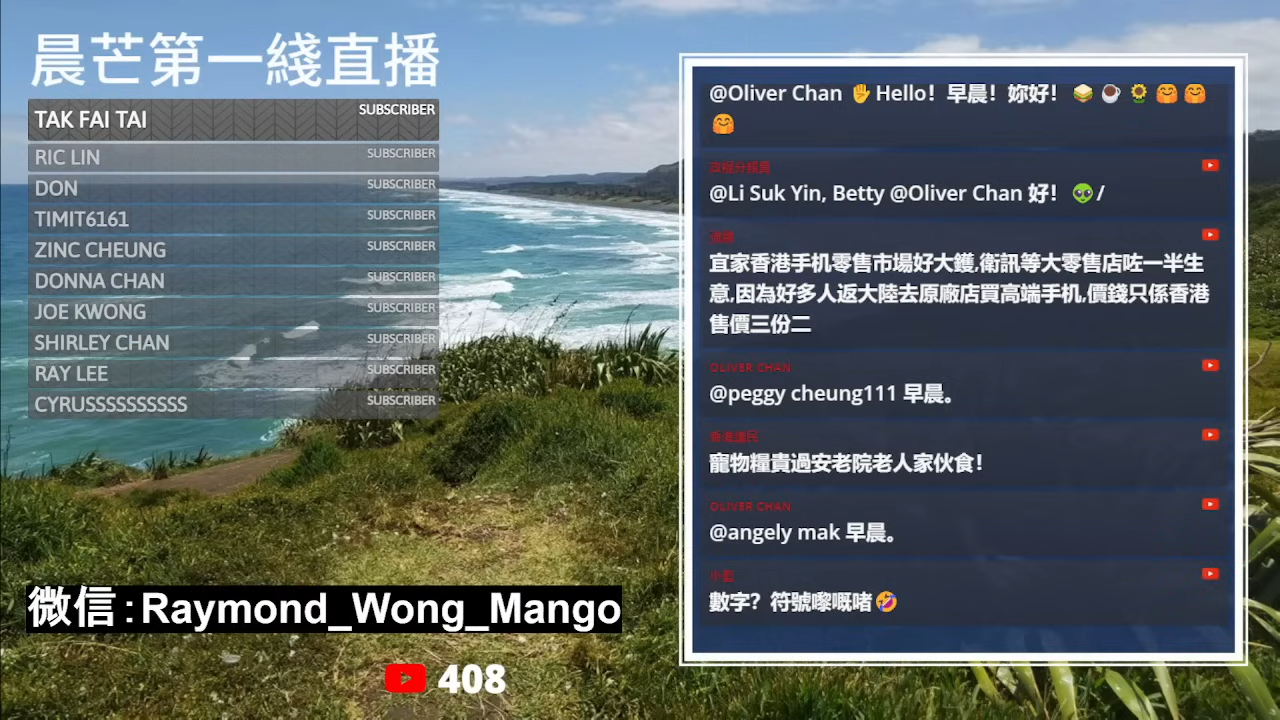 晨芒第一綫直播
TAK FAI TAI SUBSCRIBER
RIC LIN SUBSCRIBER
DON SUBSCRIBER
TIMIT6161 SUBSCRIBER
ZINC CHEUNG SUBSCRIBER
DONNA CHAN SUBSCRIBER
JOE KWONG SUBSCRIBER
SHIRLEY CHAN SUBSCRIBER
RAY LEE SUBSCRIBER
CYRUSSSSSSSSSS SUBSCRIBER
微信:Raymond_Wong_Mango
408
@Oliver Chan ✋Hello！早晨！妳好！ 🥪☕🌻🤗🤗
🤗
@Li Suk Yin, Betty @Oliver Chan 好！ 👽/
宜家香港手机零售市場好大鑊,衛訊等大零售店咗一半生
意,因為好多人返大陸去原廠店買高端手机,價錢只係香港
售價三份二
OLIVER CHAN
@peggy cheung111 早晨。
寵物糧貴過安老院老人家伙食！
OLIVER CHAN
@angely mak 早晨。
數字？符號嚟嘅啫🤣